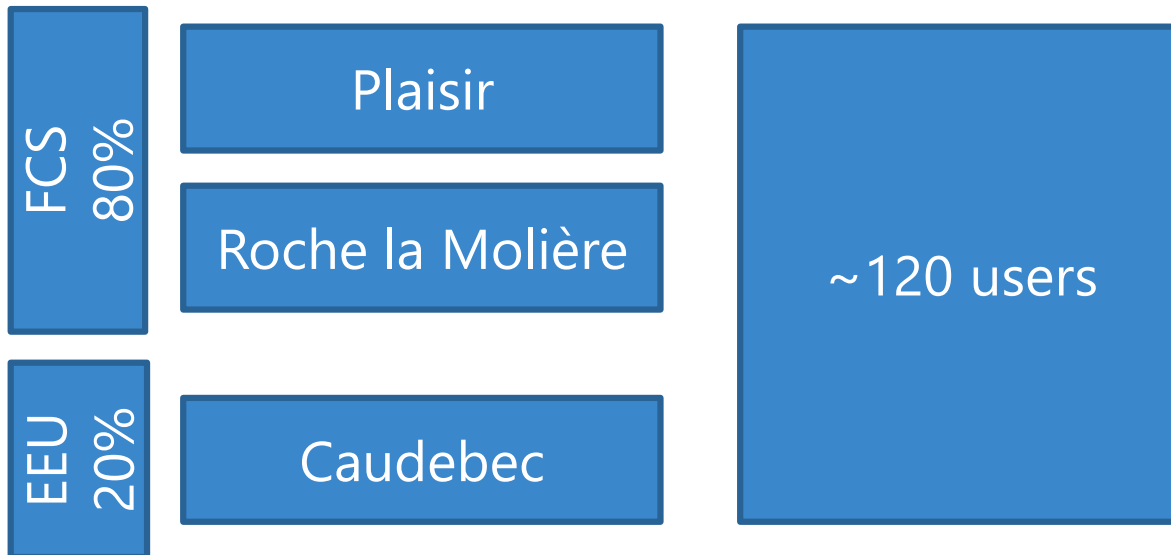 FCS
80%
Plaisir
Roche la Molière
~120 users
EEU
20%
Caudebec